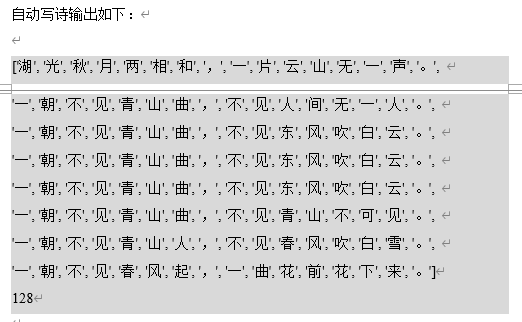 自动写诗输出如下：
['湖', '光', '秋', '月', '两', '相', '和', '，', '一', '片', '云', '山', '无', '一', '声', '。',
'一', '朝', '不', '见', '青', '山', '曲', '，', '不', '见', '人', '间', '无', '一', '人', '。',
'一', '朝', '不', '见', '青', '山', '曲', '，', '不', '见', '东', '风', '吹', '白', '云', '。',
'一', '朝', '不', '见', '青', '山', '曲', '，', '不', '见', '东', '风', '吹', '白', '云', '。',
'一', '朝', '不', '见', '青', '山', '曲', '，', '不', '见', '东', '风', '吹', '白', '云', '。',
'一', '朝', '不', '见', '青', '山', '曲', '，', '不', '见', '青', '山', '不', '可', '见', '。',
'一', '朝', '不', '见', '青', '山', '人', '，', '不', '见', '春', '风', '吹', '白', '雪', '。',
'一', '朝', '不', '见', '春', '风', '起', '，', '一', '曲', '花', '前', '花', '下', '来', '。']
128